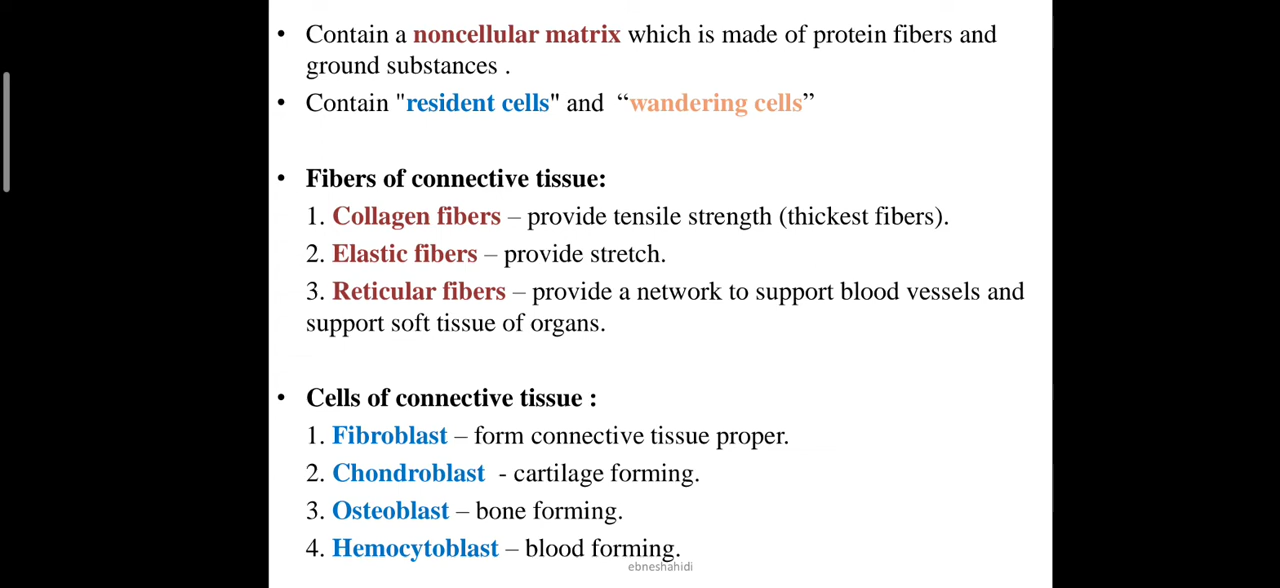 • Contain a noncellular matrix which is made of protein fibers and
ground substances .
• Contain "resident cells" and “wandering cells”
• Fibers of connective tissue:
1. Collagen fibers – provide tensile strength (thickest fibers).
2. Elastic fibers – provide stretch.
3. Reticular fibers – provide a network to support blood vessels and
support soft tissue of organs.
• Cells of connective tissue :
1. Fibroblast – form connective tissue proper.
2. Chondroblast - cartilage forming.
3. Osteoblast – bone forming.
4. Hemocytoblast – blood forming.
ebneshahidi